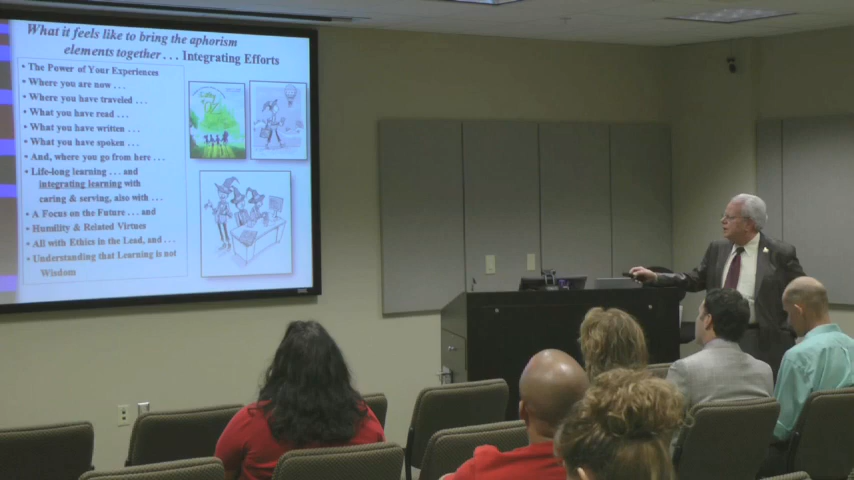 What it feels like to bring the aphorism
elements together . . . Integrating Efforts
• The Power of Your Experiences
• Where you are now . . .
• Where you have traveled . . .
• What you have read . . .
• What you have written . . .
• What you have spoken . . .
• And, where you go from here . . .
• Life-long learning . . . and
integrating learning with
caring & serving, also with . . .
• A Focus on the Future . . . and
• Humility & Related Virtues
• All with Ethics in the Lead, and . . .
• Understanding that Learning is not
Wisdom